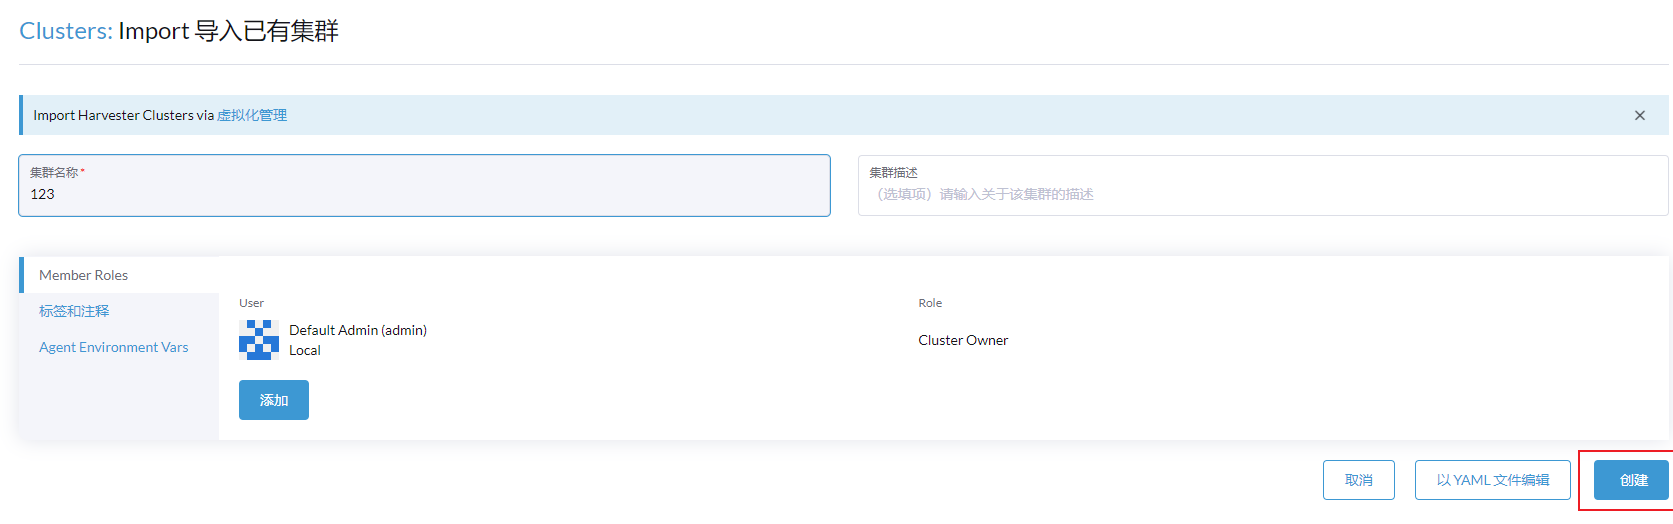 Clusters: Import 导入已有集群
Import Harvester Clusters via 虚拟化管理
集群名称*
123
集群描述
（选填项）请输入关于该集群的描述
Member Roles
标签和注释
Agent Environment Vars
User
Role
Default Admin (admin)
Local
Cluster Owner
添加
取消
以 YAML 文件编辑
创建